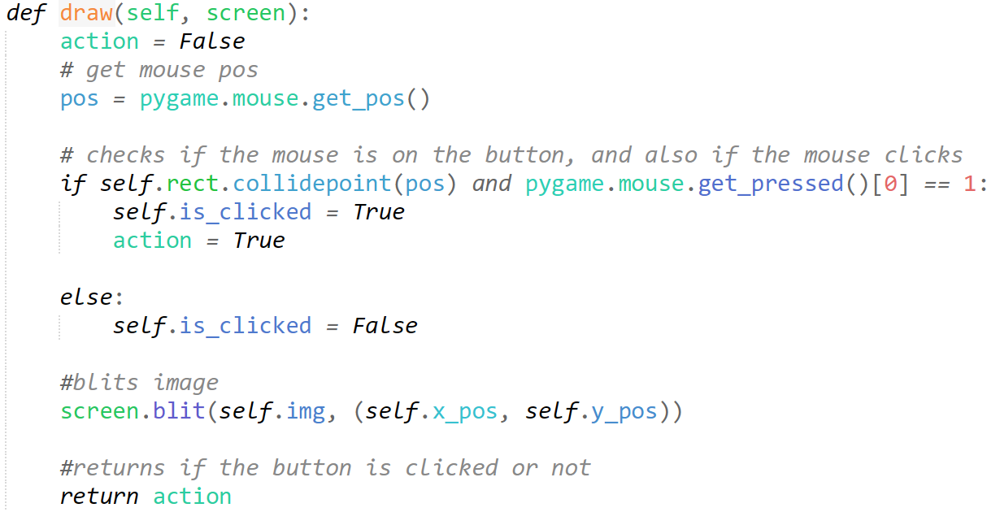 def draw(self, screen):
    action = False
    # get mouse pos
    pos = pygame.mouse.get_pos()

    # checks if the mouse is on the button, and also if the mouse clicks
    if self.rect.collidepoint(pos) and pygame.mouse.get_pressed()[0] == 1:
        self.is_clicked = True
        action = True

    else:
        self.is_clicked = False

    #blits image
    screen.blit(self.img, (self.x_pos, self.y_pos))

    #returns if the button is clicked or not
    return action